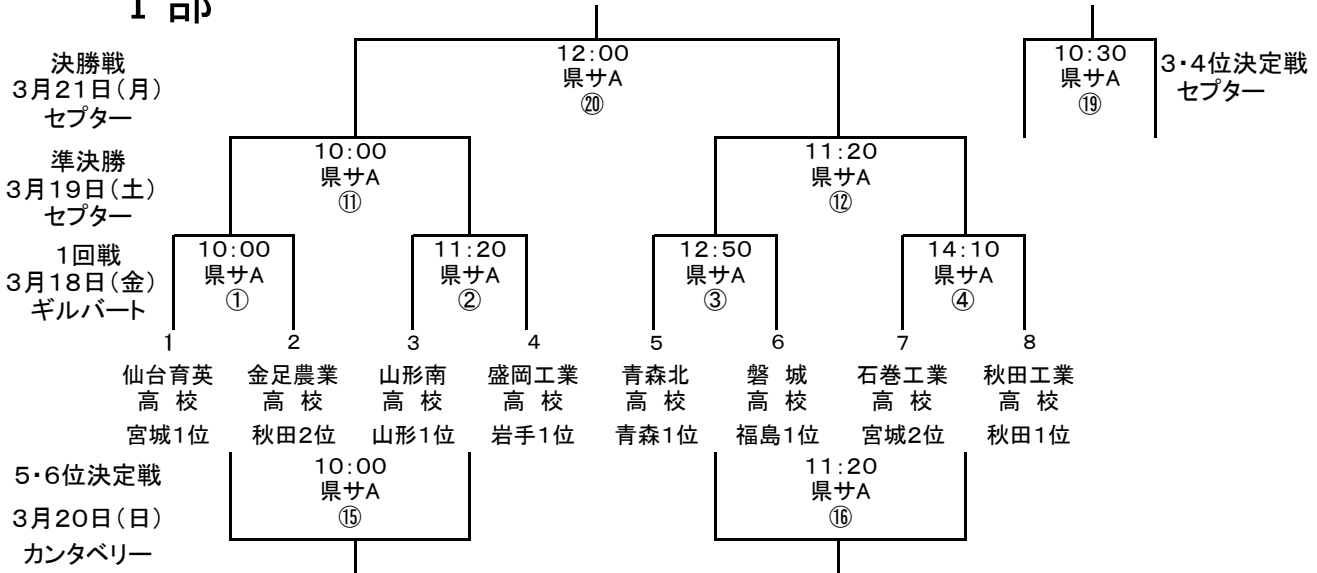 1 部
決勝戦
3月21日(月)
セプター
12:00
県サA
⑳
10:30
県サA
⑲
3・4位決定戦
セプター
準決勝
3月19日(土)
セプター
10:00
県サA
⑪
11:20
県サA
⑫
1回戦
3月18日(金)
ギルバート
10:00
県サA
①
11:20
県サA
②
12:50
県サA
③
14:10
県サA
④
1 2 3 4 5 6 7 8
仙台育英 金足農業 山形南 盛岡工業 青森北 磐 城 石巻工業 秋田工業
高 校 高 校 高 校 高 校 高 校 高 校 高 校 高 校
宮城1位 秋田2位 山形1位 岩手1位 青森1位 福島1位 宮城2位 秋田1位
5・6位決定戦
3月20日(日)
カンタベリー
10:00
県サA
⑮
11:20
県サA
⑯